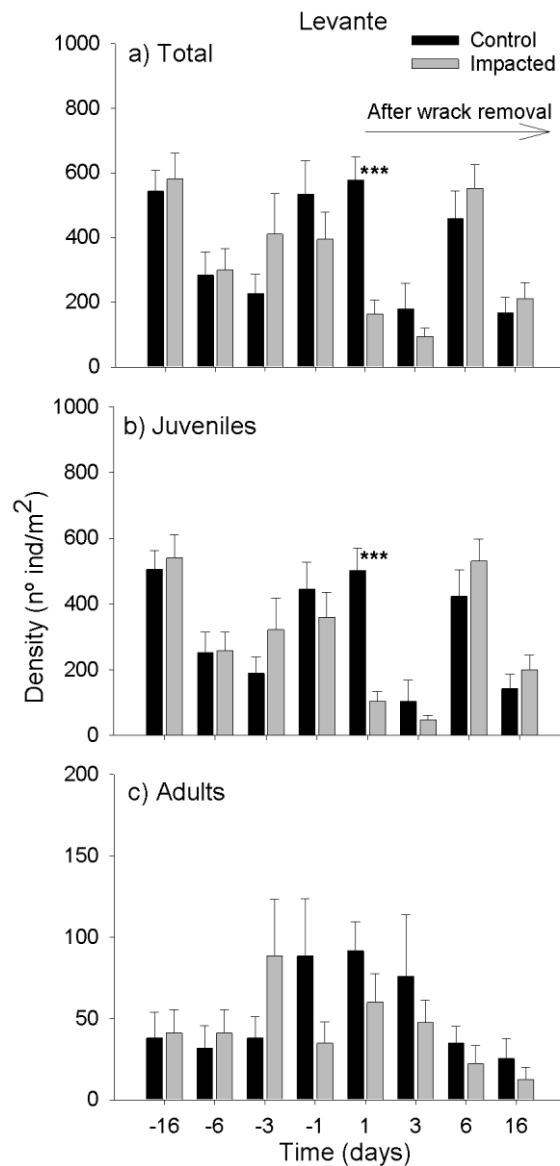 Levante
a) Total
Control
Impacted
After wrack removal
***
1000
800
600
400
200
0
b) Juveniles
***
1000
800
600
400
200
0
Density (nº ind/m²)
c) Adults
200
150
100
50
0
-16 -6 -3 -1 1 3 6 16
Time (days)